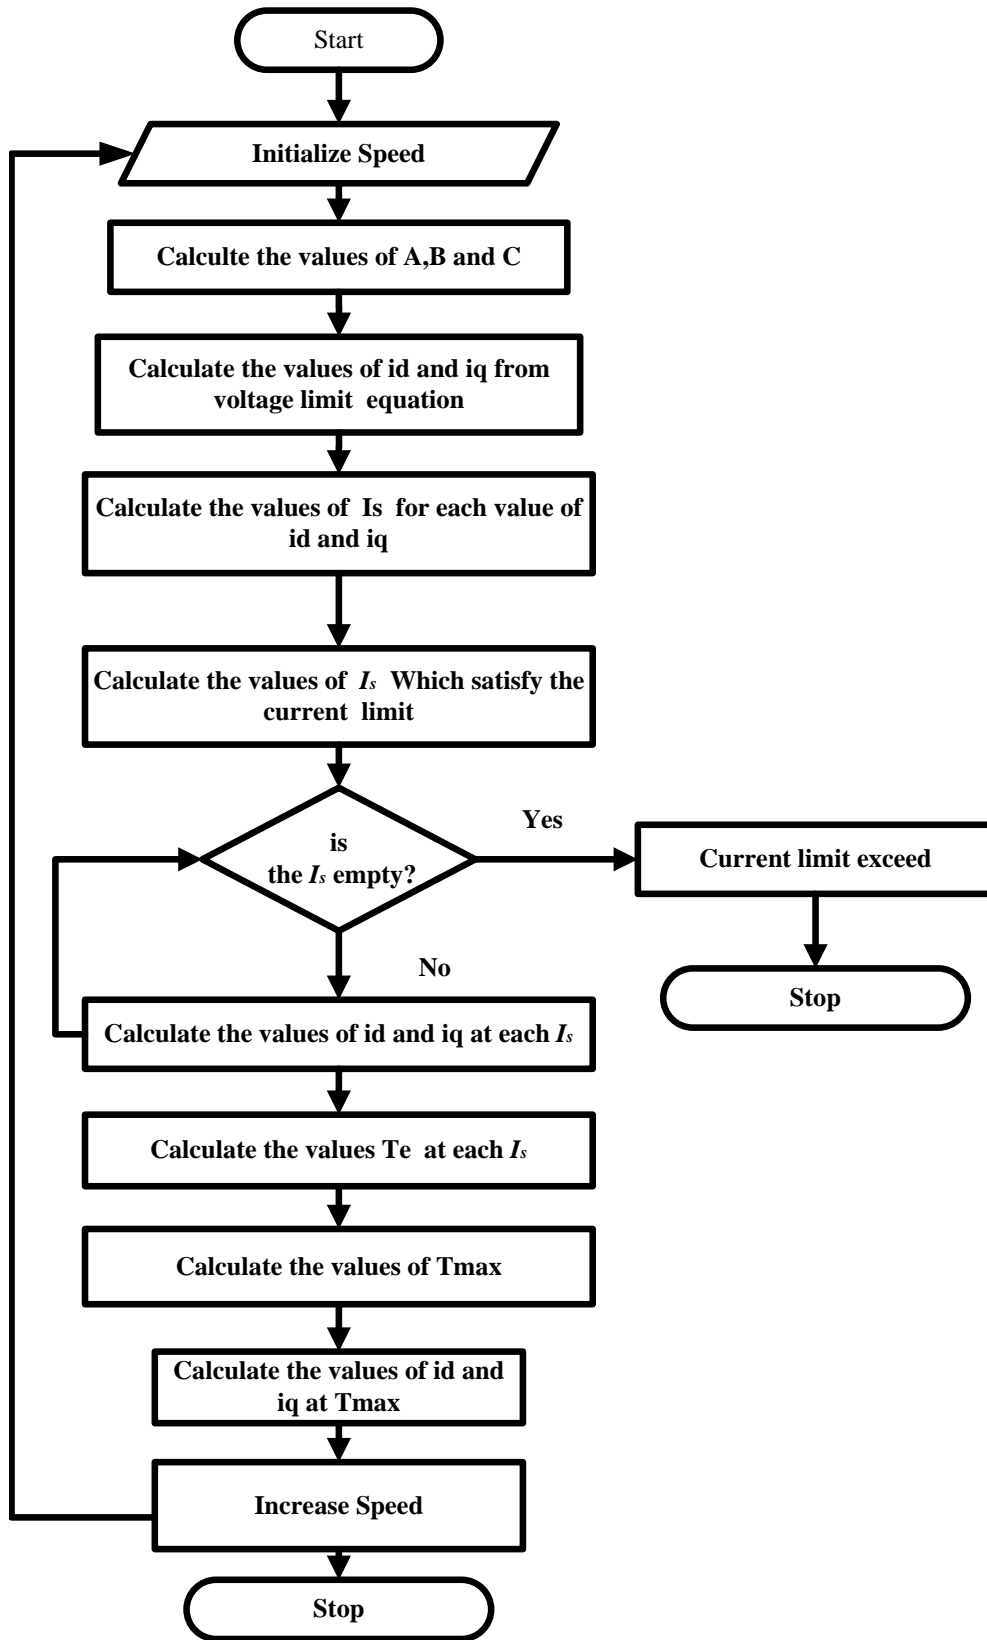 Start
Initialize Speed
Calculte the values of A,B and C
Calculate the values of id and iq from
voltage limit equation
Calculate the values of Is for each value of
id and iq
Calculate the values of Is Which satisfy the
current limit
is
the Is empty?
Yes
Current limit exceed
Stop
No
Calculate the values of id and iq at each Is
Calculate the values Te at each Is
Calculate the values of Tmax
Calculate the values of id and
iq at Tmax
Increase Speed
Stop